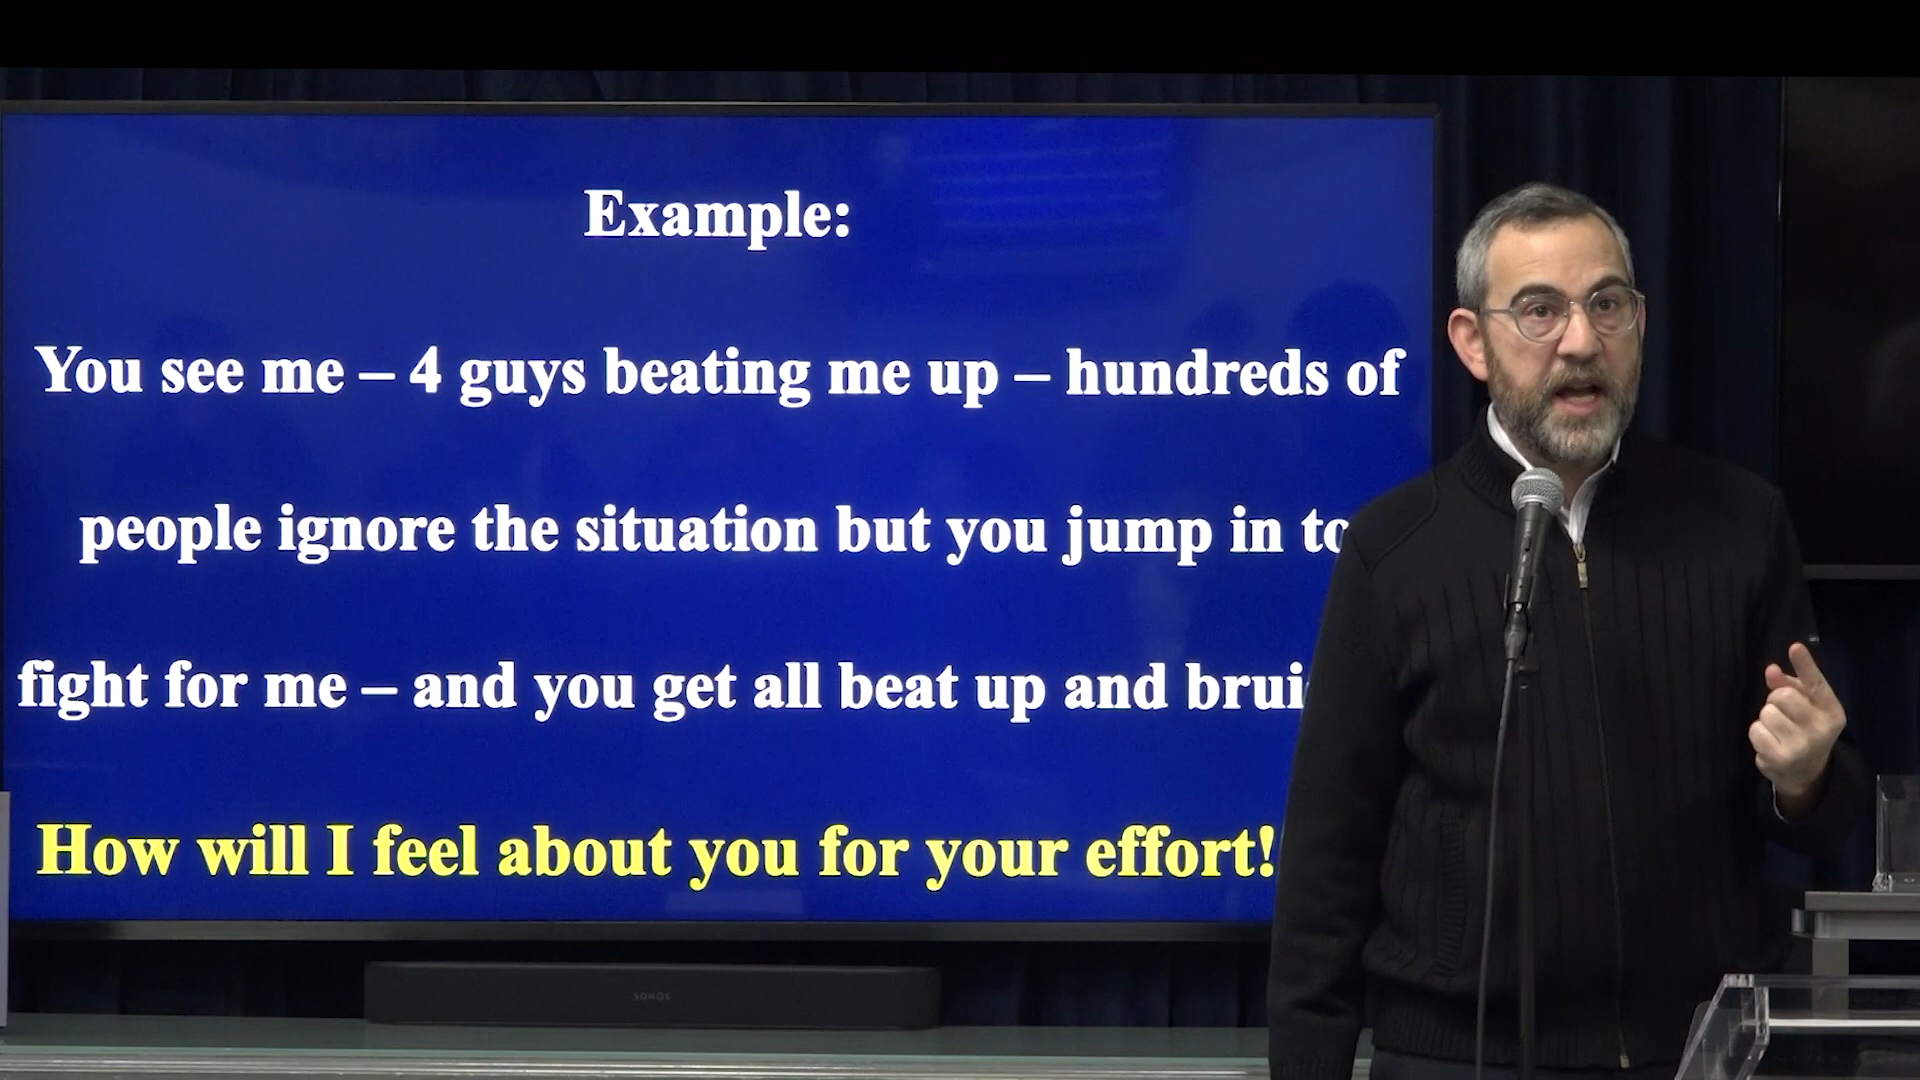 Example:
You see me – 4 guys beating me up – hundreds of
people ignore the situation but you jump in to
fight for me – and you get all beat up and
How will I feel about you for your effort!
SONOS